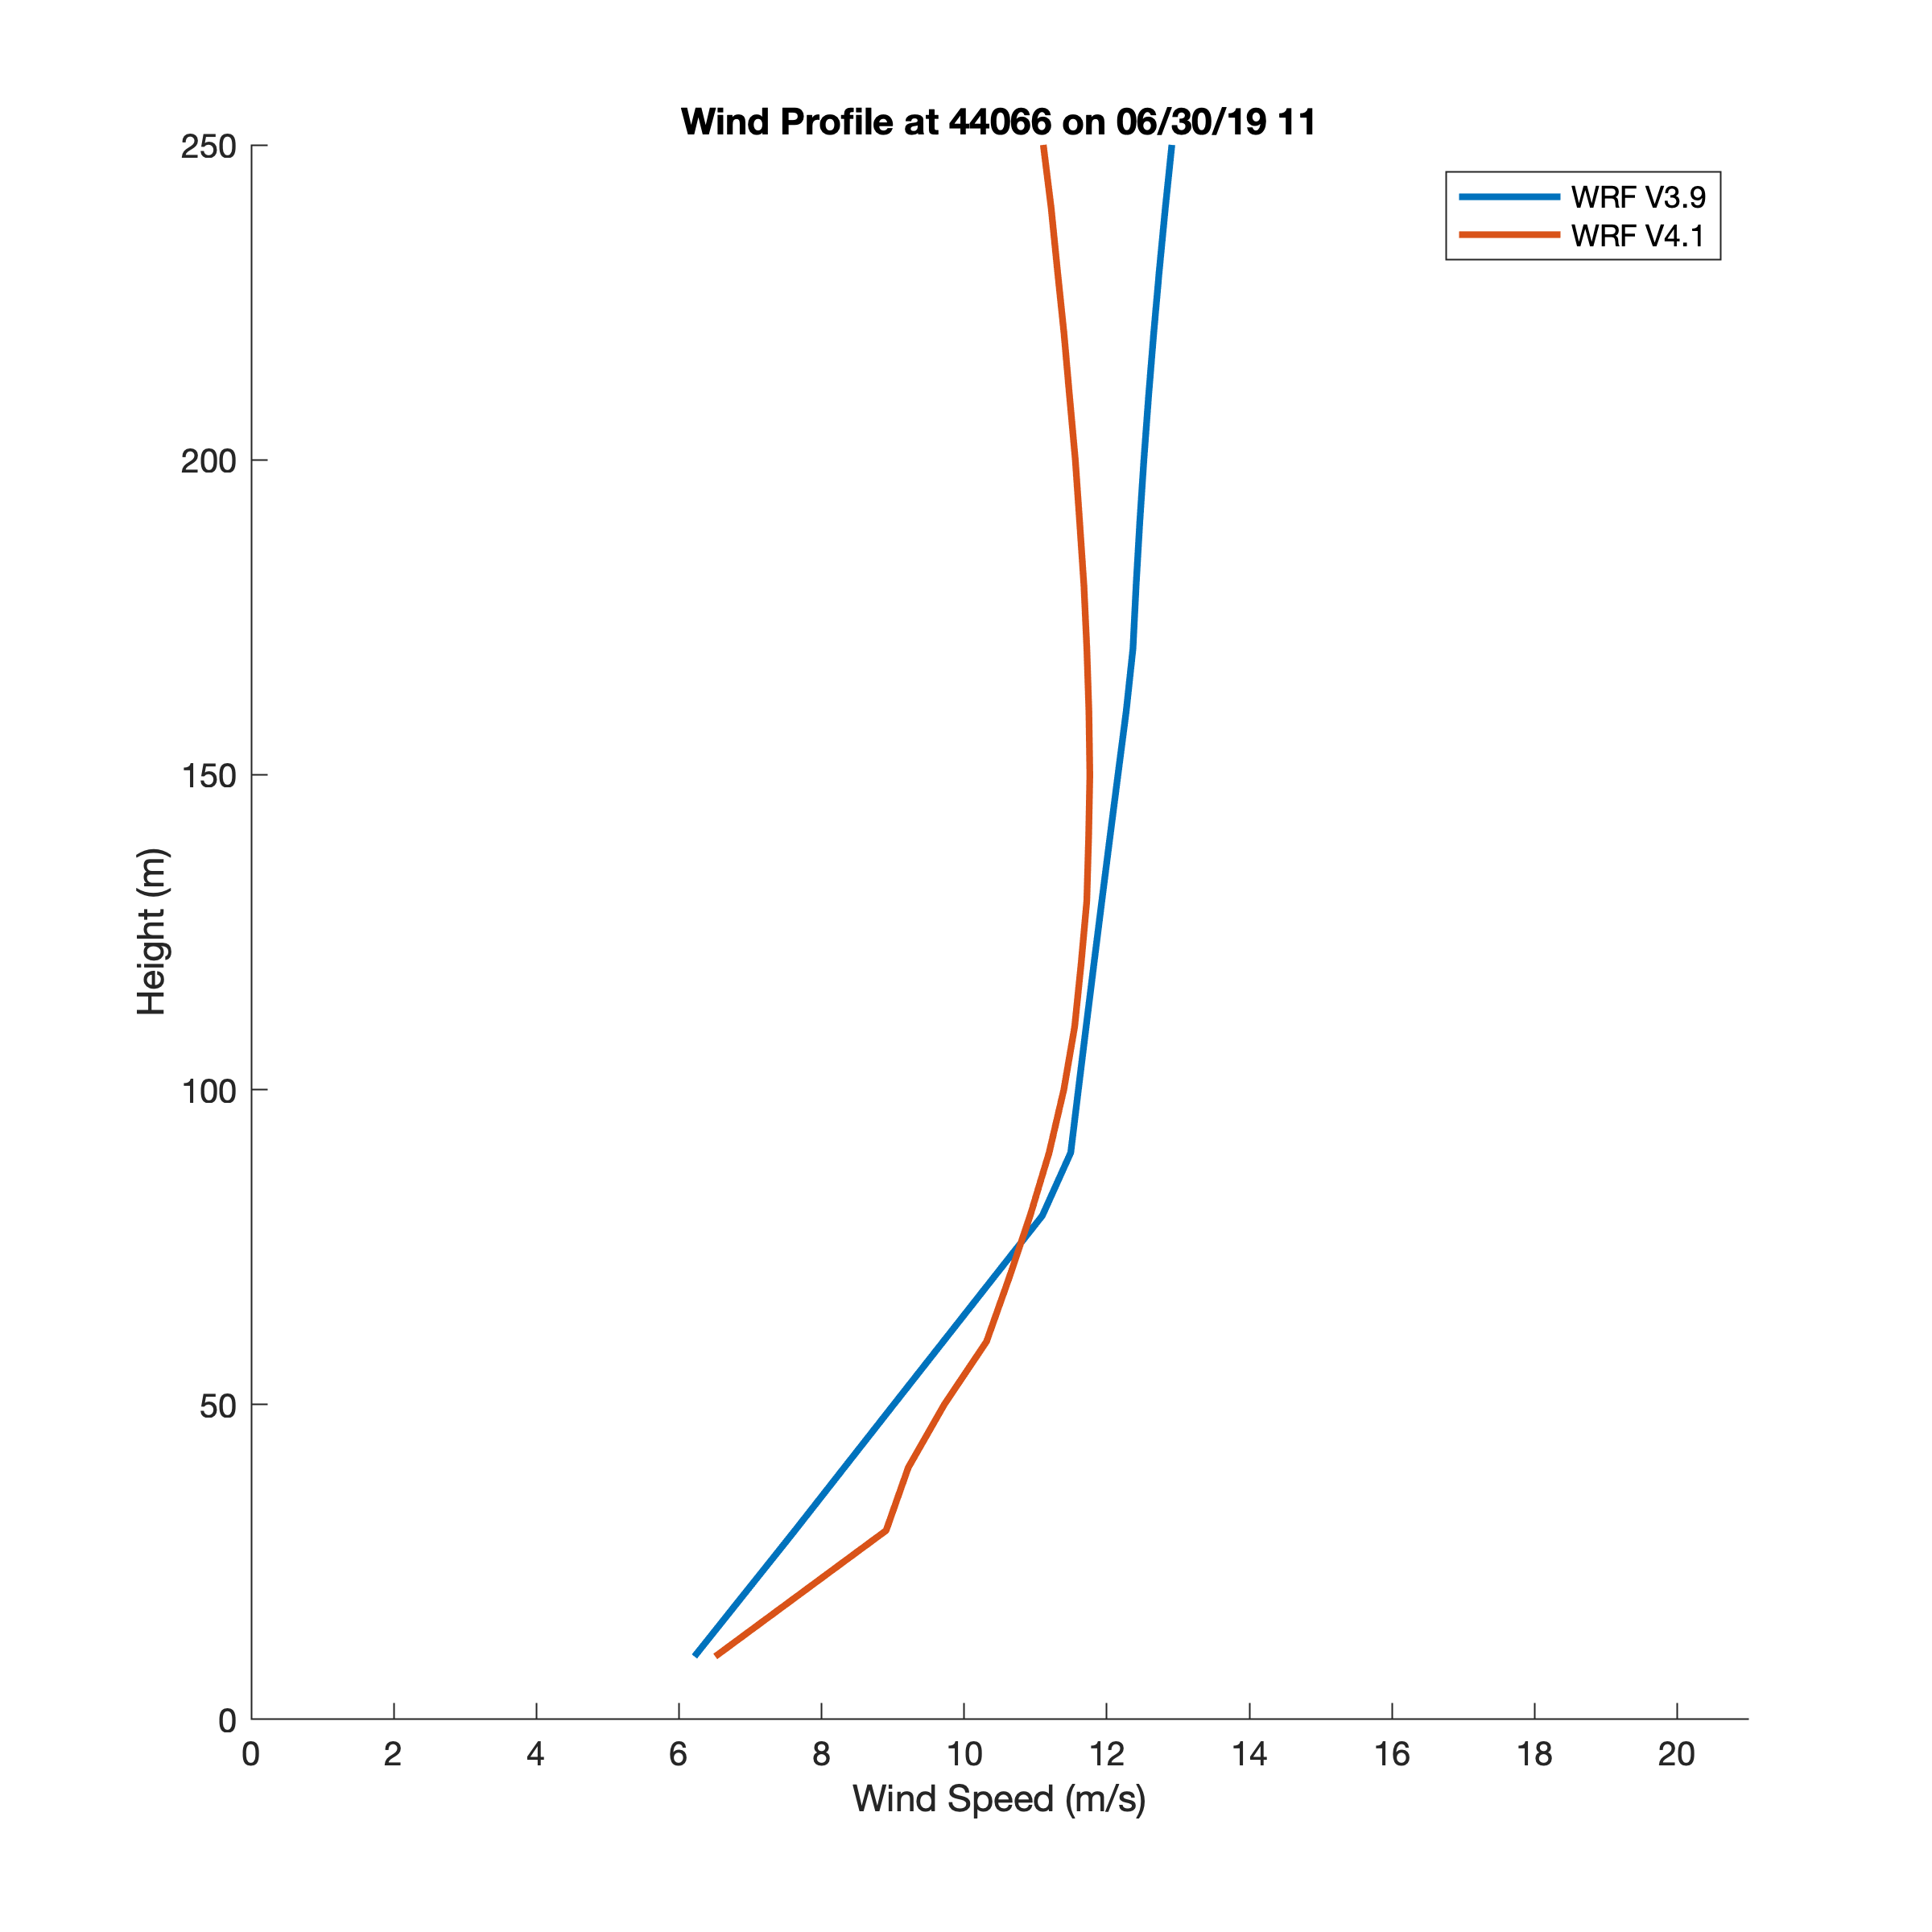 Wind Profile at 44066 on 06/30/19 11
WRF V3.9
WRF V4.1
250
200
150
100
50
0
Height (m)
0 2 4 6 8 10 12 14 16 18 20
Wind Speed (m/s)